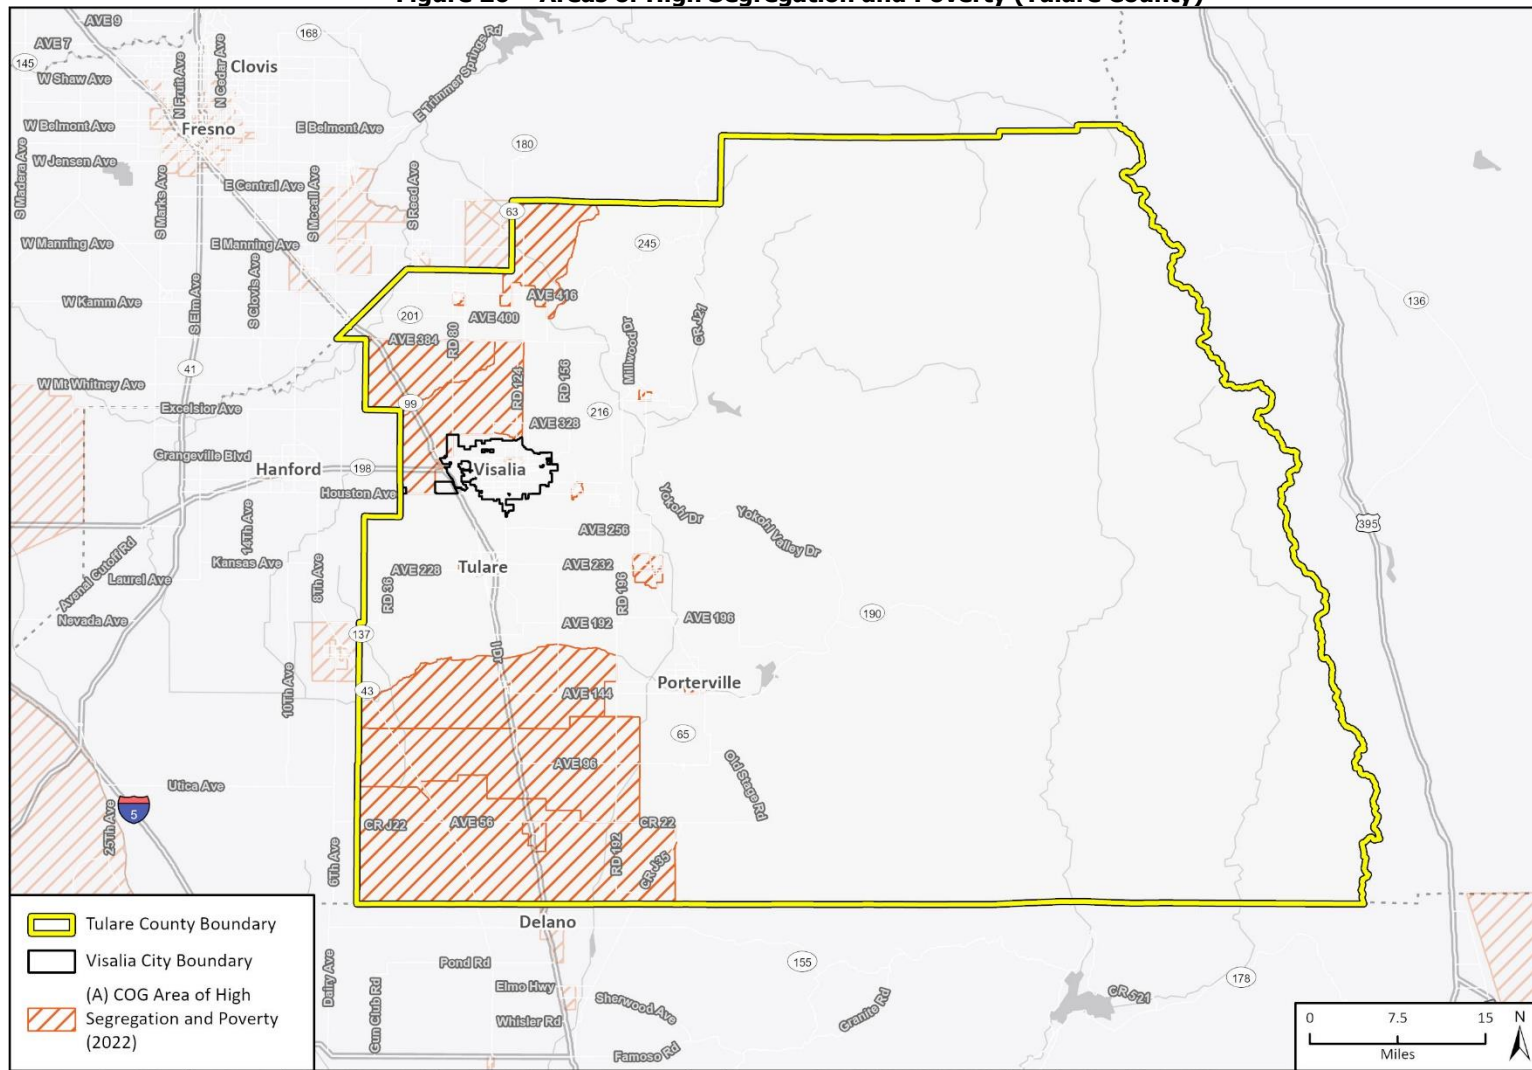 Figure 26 – Areas of High Segregation and Poverty (Tulare County)
AVE 9
AVE 7
145
W Shaw Ave
N Fruit Ave
N Cedar Ave
168
Clovis
E Trimmer Springs Rd
W Belmont Ave
Fresno
E Belmont Ave
W Jensen Ave
180
S Madera Ave
S Marks Ave
E Central Ave
S Mccall Ave
S Reed Ave
63
W Manning Ave
E Manning Ave
245
S Clovis Ave
W Kamm Ave
S Elm Ave
AVE 416
201
AVE 400
136
AVE 384
RD 80
Millwood Dr
CR J21
41
W Mt Whitney Ave
RD 124
RD 156
Excelsior Ave
99
216
AVE 328
Grangeville Blvd
Hanford
198
Visalia
Houston Ave
Yokohl Dr
Yokohl Valley Dr
14Th Ave
AVE 256
395
Avenal Cutoff Rd
Kansas Ave
Laurel Ave
8Th Ave
AVE 228
Tulare
AVE 232
RD 36
RD 196
Nevada Ave
AVE 192
AVE 196
190
137
I Dr
10Th Ave
43
AVE 144
Porterville
65
AVE 96
Old Stage Rd
Utica Ave
5
25Th Ave
CR J22
AVE 56
CR 22
6Th Ave
RD 192
CR J35
Delano
Pond Rd
155
178
Dairy Ave
Gun Club Rd
Elmo Hwy
Sherwood Ave
Granite Rd
CR 521
Whisler Rd
Famoso Rd
Tulare County Boundary
Visalia City Boundary
(A) COG Area of High
Segregation and Poverty
(2022)
0 7.5 15
Miles
N